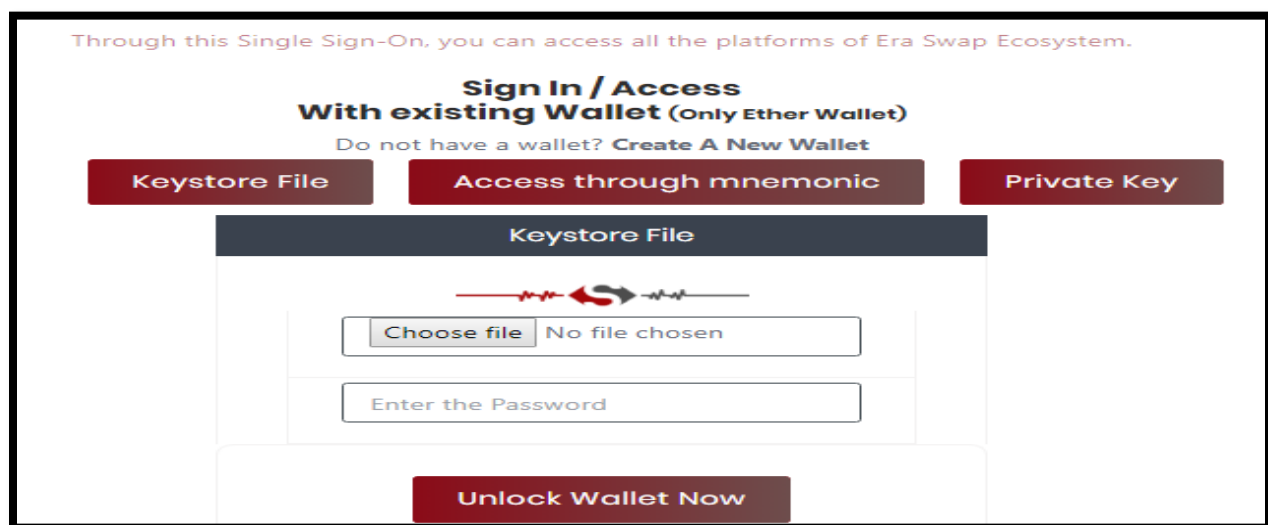 Through this Single Sign-On, you can access all the platforms of Era Swap Ecosystem.
Sign In / Access
With existing Wallet (Only Ether Wallet)
Do not have a wallet? Create A New Wallet
Keystore File Access through mnemonic Private Key
Keystore File
Choose file No file chosen
Enter the Password
Unlock Wallet Now